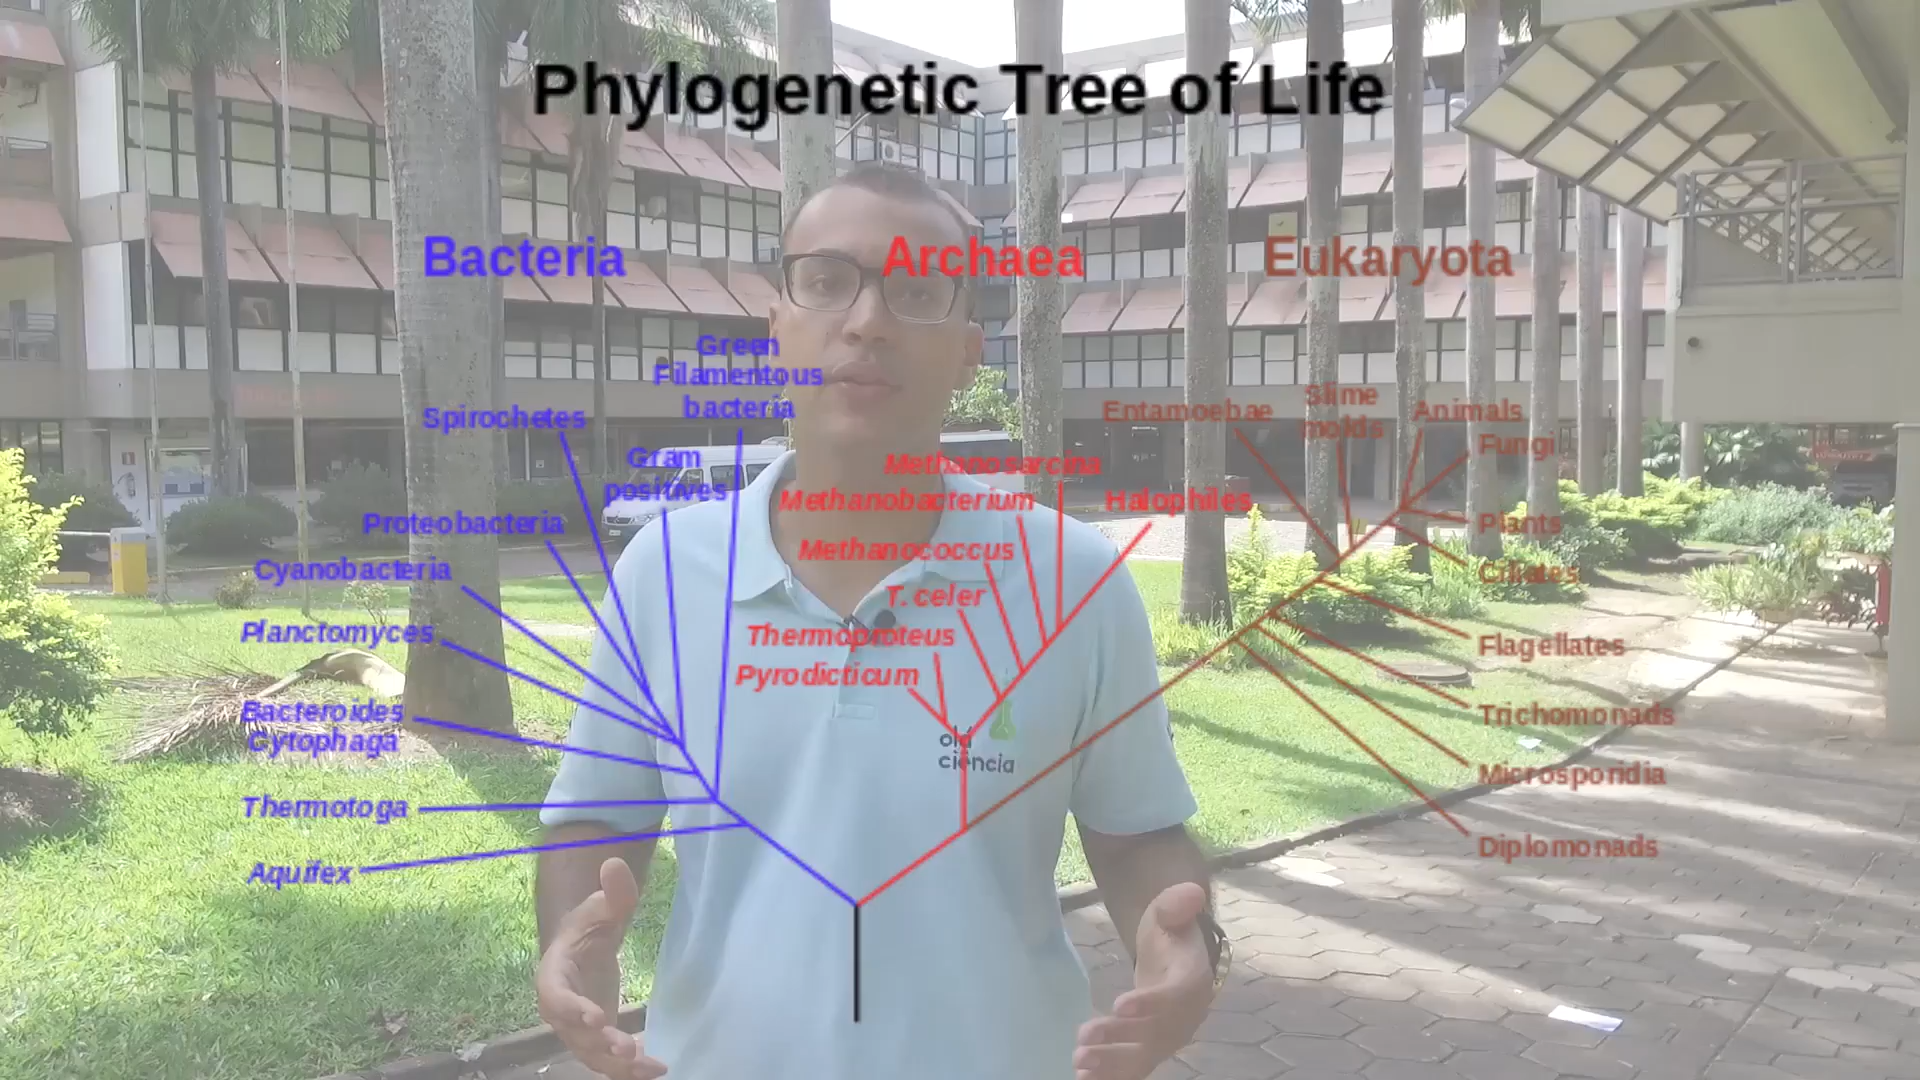 Phylogenetic Tree of Life
Bacteria
Archaea
Eukaryota
Green
Filamentous
bacteria
Spirochetes
Gram
positives
Proteobacteria
Cyanobacteria
Planctomyces
Bacteroides
Cytophaga
Thermotoga
Aquifex
Methanosarcina
Methanobacterium
Halophiles
Methanococcus
T. celer
Thermoproteus
Pyrodicticum
Entamoebae
Slime
molds
Animals
Fungi
Plants
Ciliates
Flagellates
Trichomonads
Microsporidia
Diplomonads
olá
ciência